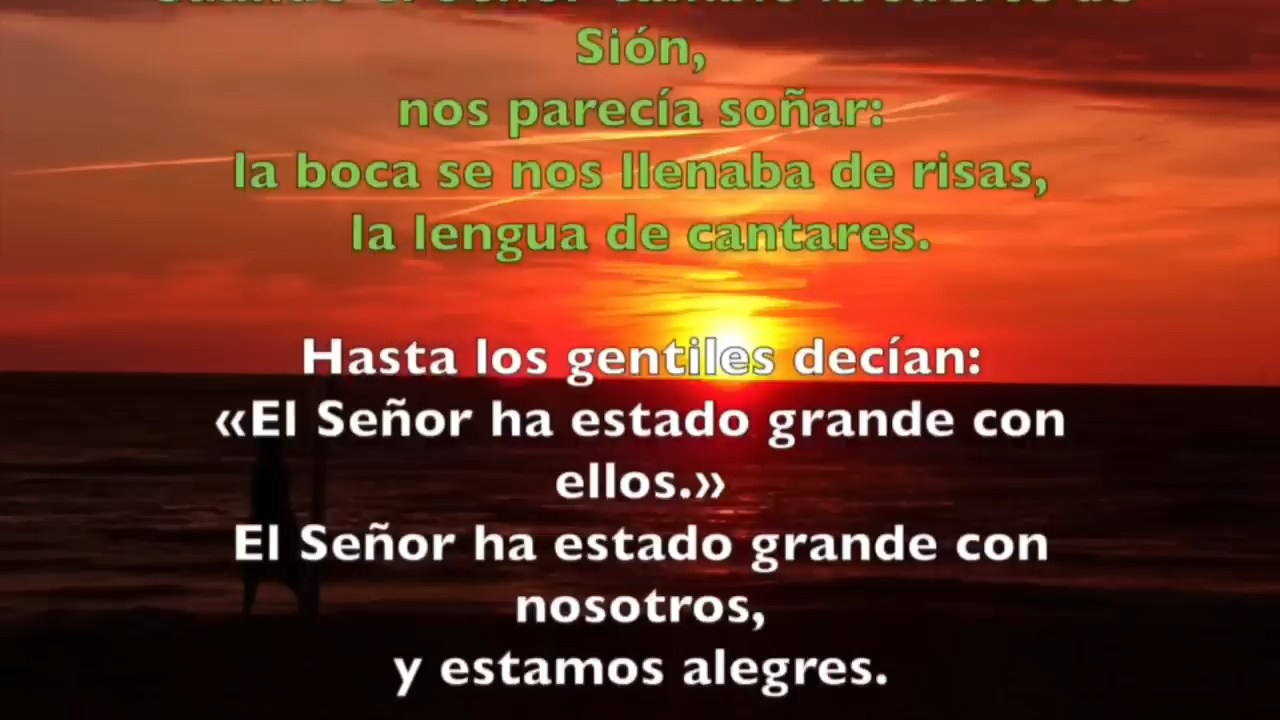 Sión,
nos parecía soñar:
la boca se nos llenaba de risas,
la lengua de cantares.
Hasta los gentiles decían:
«El Señor ha estado grande con
ellos.»
El Señor ha estado grande con
nosotros,
y estamos alegres.